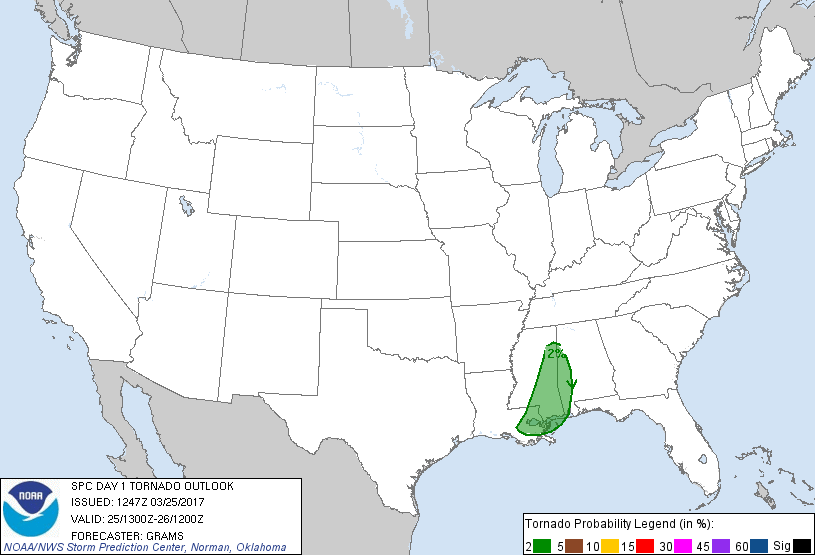 2%
NOAA
SPC DAY 1 TORNADO OUTLOOK
ISSUED: 1247Z 03/25/2017
VALID: 25/1300Z-26/1200Z
FORECASTER: GRAMS
NOAA/NWS Storm Prediction Center, Norman, Oklahoma
Tornado Probability Legend (in %):
2 5 10 15 30 45 60 Sig